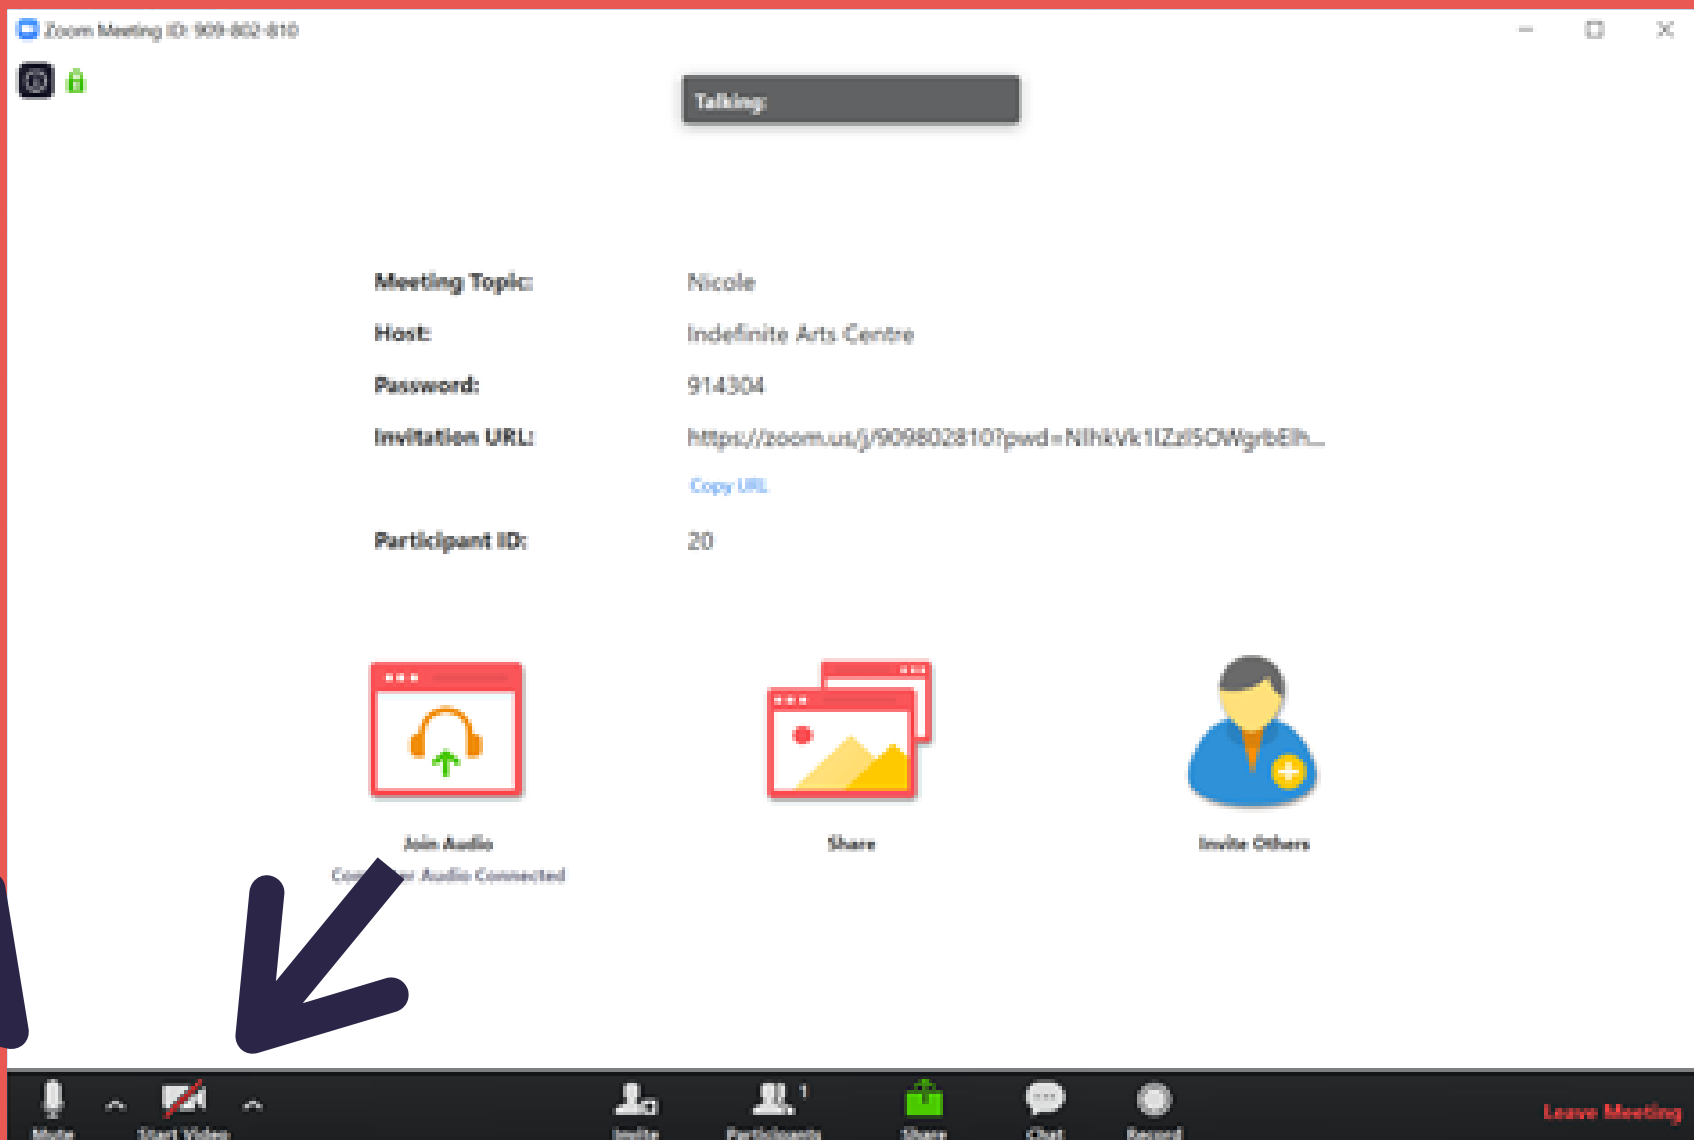 Zoom Meeting ID: 909-802-810
Talking:
Meeting Topic: Nicole
Host: Indefinite Arts Centre
Password: 914304
Invitation URL: https://zoom.us/j/909802810?pwd=
Copy URL
Participant ID: 20
Join Audio Share Invite Others
Audio Connected
1
Mute Start Video Invite Participants Share Chat Record Leave Meeting